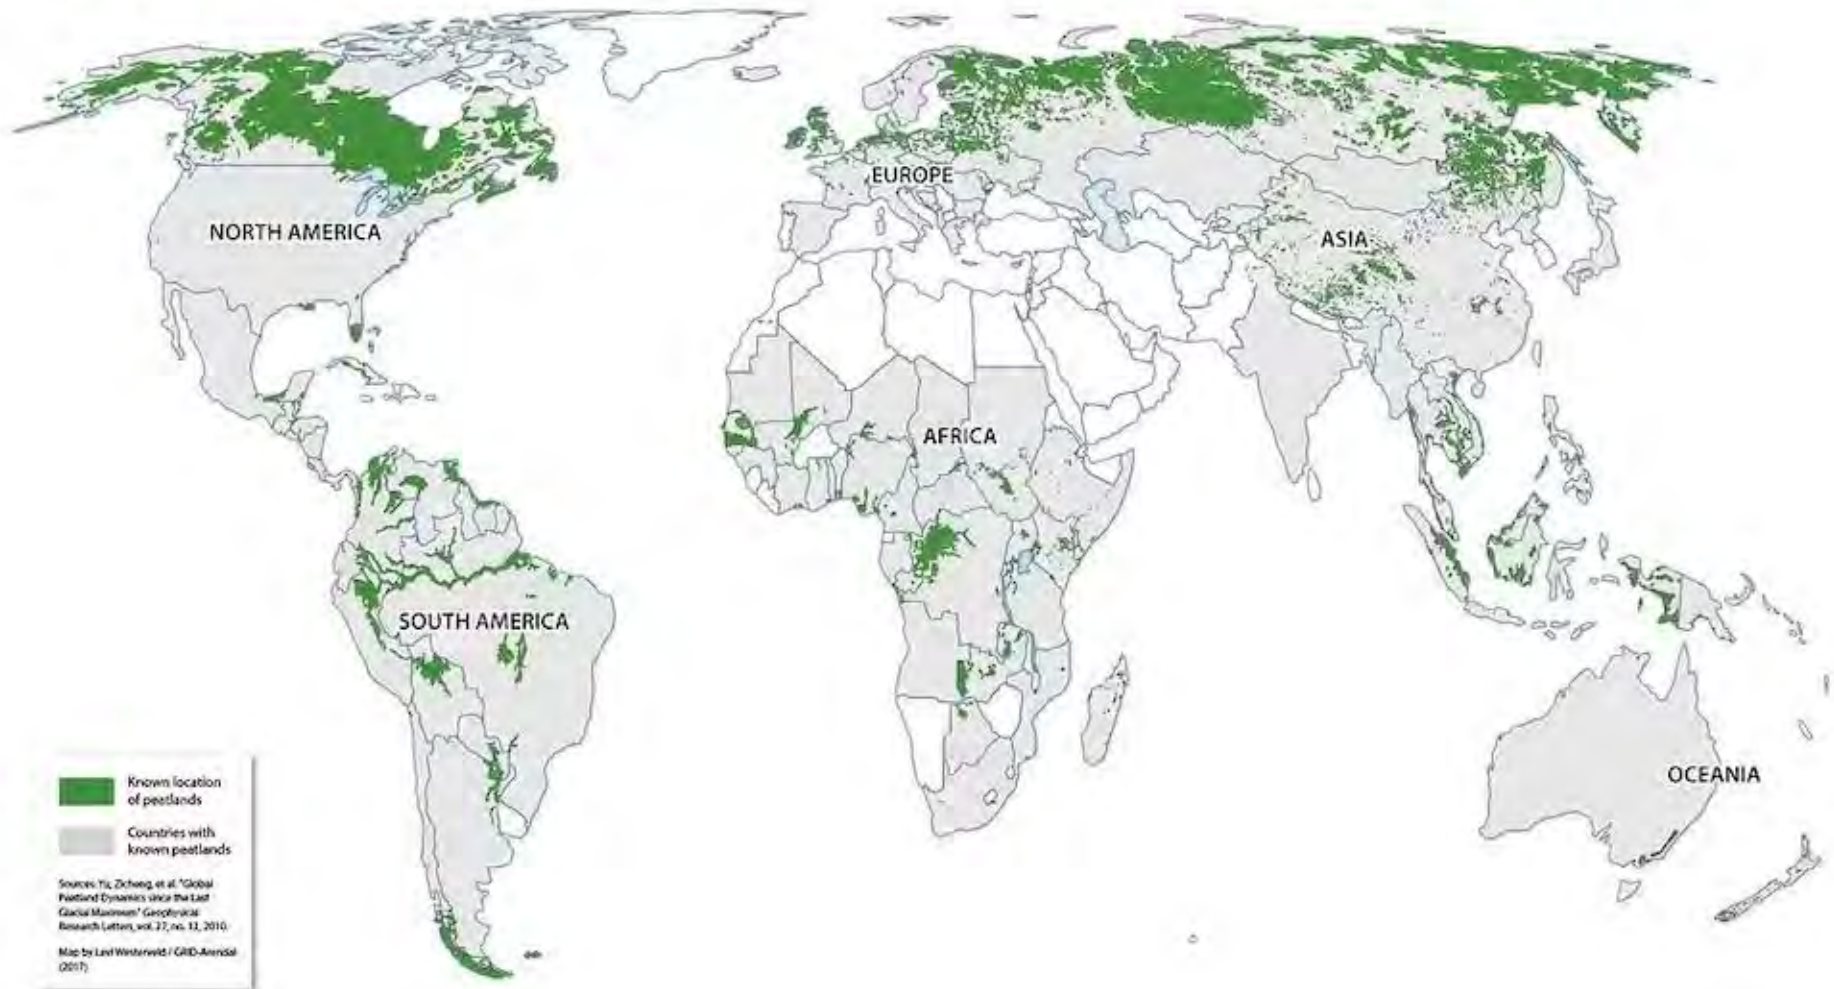 NORTH AMERICA
EUROPE
ASIA
AFRICA
SOUTH AMERICA
OCEANIA
Known location
of peatlands
Countries with
known peatlands
Sources: Yu, Zicheng, et al. "Global
Peatland Dynamics since the Last
Glacial Maximum" Geophysical
Research Letters, vol. 37, no. 13, 2010.
Map by Levi Westerveld / GRID-Arendal
(2017)